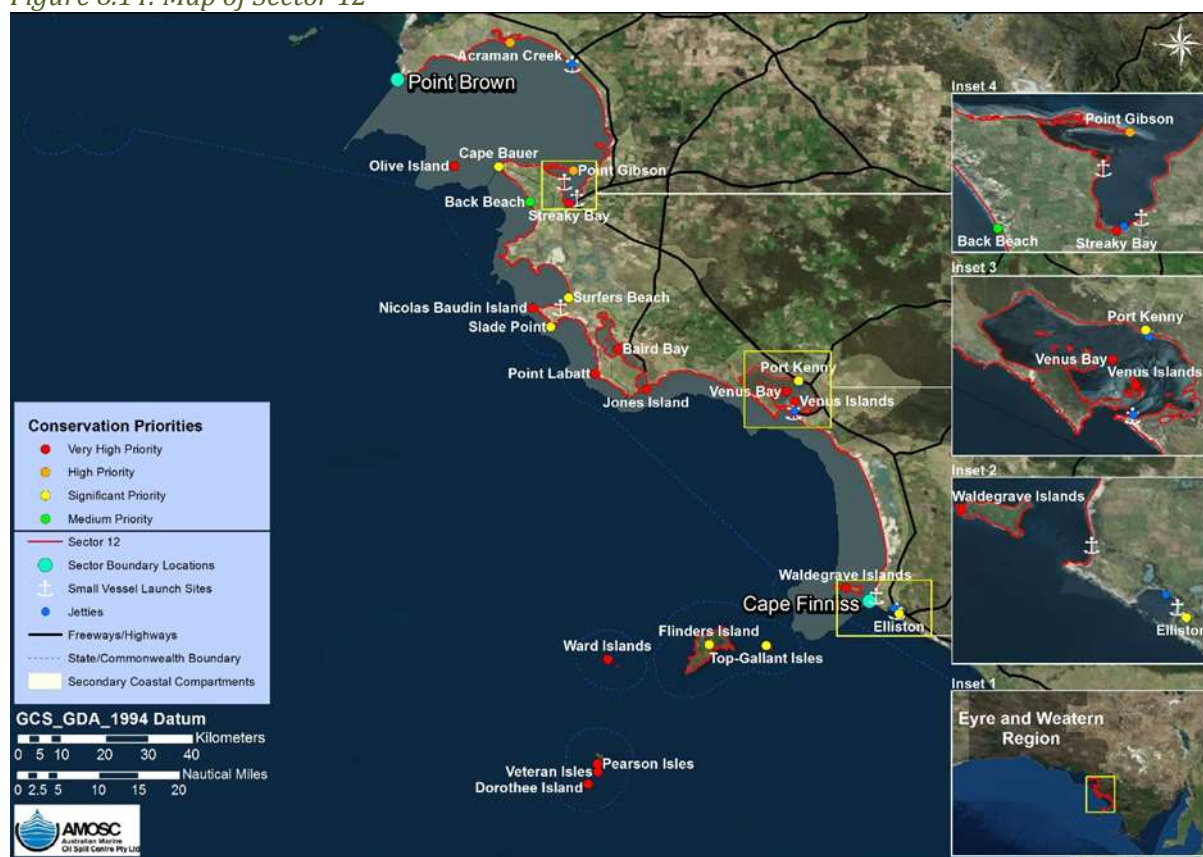 Figure 8.14: Map of Sector 12
Acraman Creek
Point Brown
Cape Bauer
Olive Island
Point Gibson
Back Beach
Streaky Bay
Surfers Beach
Nicolas Baudin Island
Slade Point
Baird Bay
Point Labatt
Jones Island
Port Kenny
Venus Bay
Venus Islands
Waldegrave Islands
Cape Finniss
Elliston
Flinders Island
Ward Islands
Top-Gallant Isles
Pearson Isles
Veteran Isles
Dorothee Island
Inset 4
Point Gibson
Back Beach
Streaky Bay
Inset 3
Port Kenny
Venus Bay
Venus Islands
Inset 2
Waldegrave Islands
Elliston
Inset 1
Eyre and Weatern
Region
Conservation Priorities
Very High Priority
High Priority
Significant Priority
Medium Priority
Sector 12
Sector Boundary Locations
Small Vessel Launch Sites
Jetties
Freeways/Highways
State/Commonwealth Boundary
Secondary Coastal Compartments
GCS_GDA_1994 Datum
Kilometers
0 5 10 20 30 40
Nautical Miles
0 2.5 5 10 15 20
AMOSC
Australian Marine
Oil Spill Centre Pty Ltd